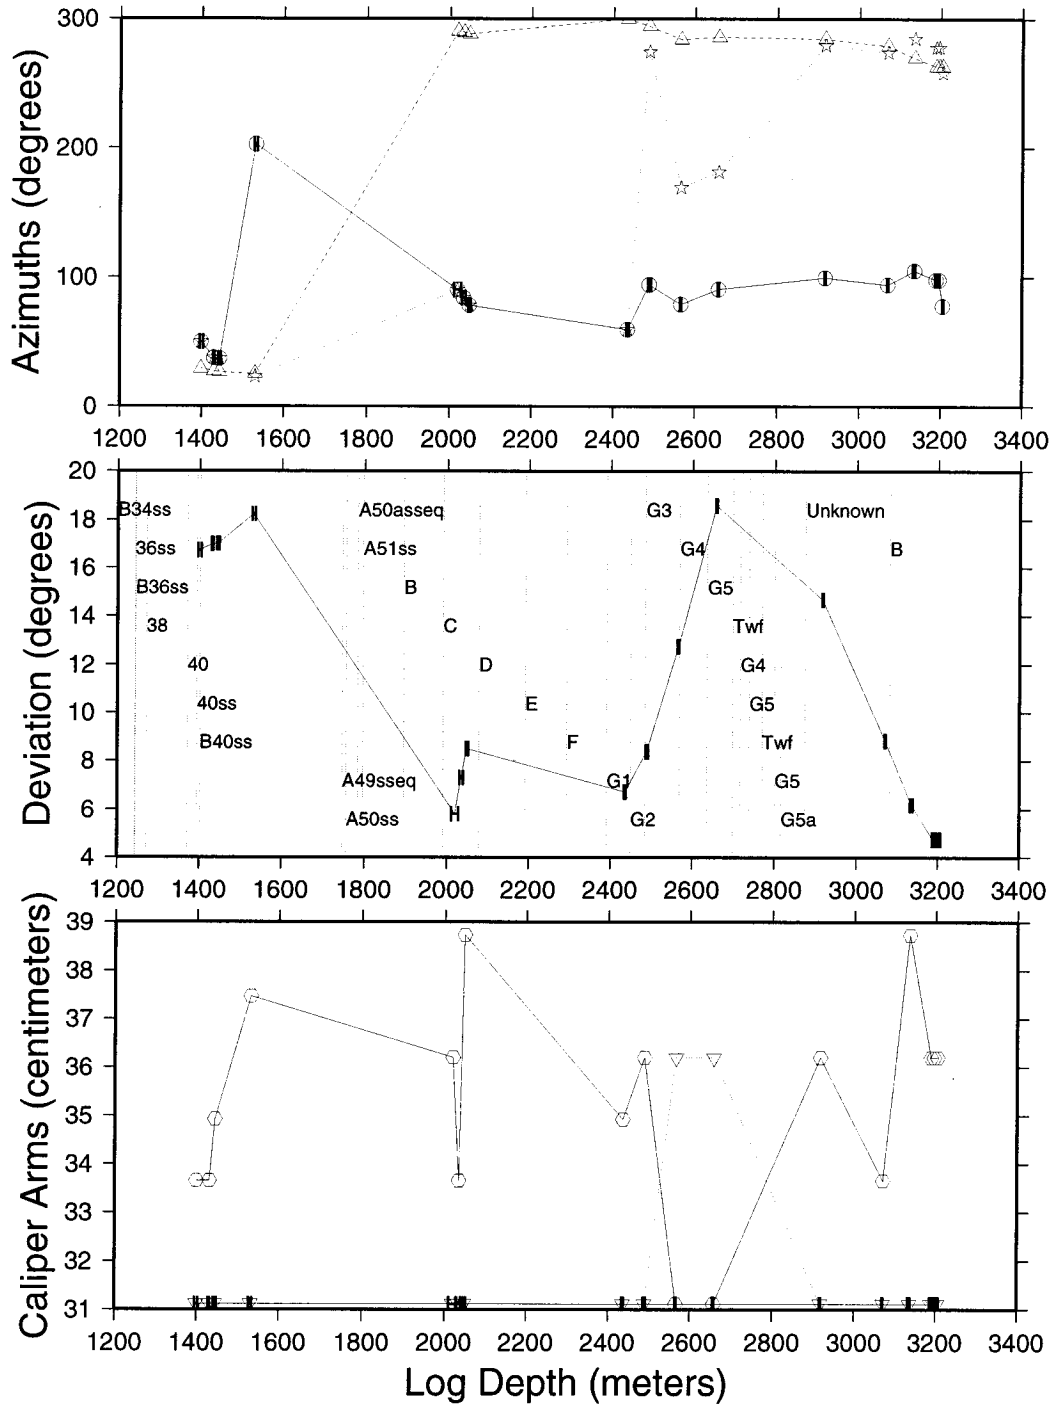 300
200
100
0
Azimuths (degrees)
1200 1400 1600 1800 2000 2200 2400 2600 2800 3000 3200 3400
20
18
16
14
12
10
8
6
4
Deviation (degrees)
B34ss A50asseq G3 Unknown
36ss A51ss G4 B
B36ss B G5
38 C Twf
40 D G4
40ss E G5
B40ss F Twf
A49sseq G1 G5
A50ss G2 G5a
1200 1400 1600 1800 2000 2200 2400 2600 2800 3000 3200 3400
39
38
37
36
35
34
33
32
31
Caliper Arms (centimeters)
1200 1400 1600 1800 2000 2200 2400 2600 2800 3000 3200 3400
Log Depth (meters)